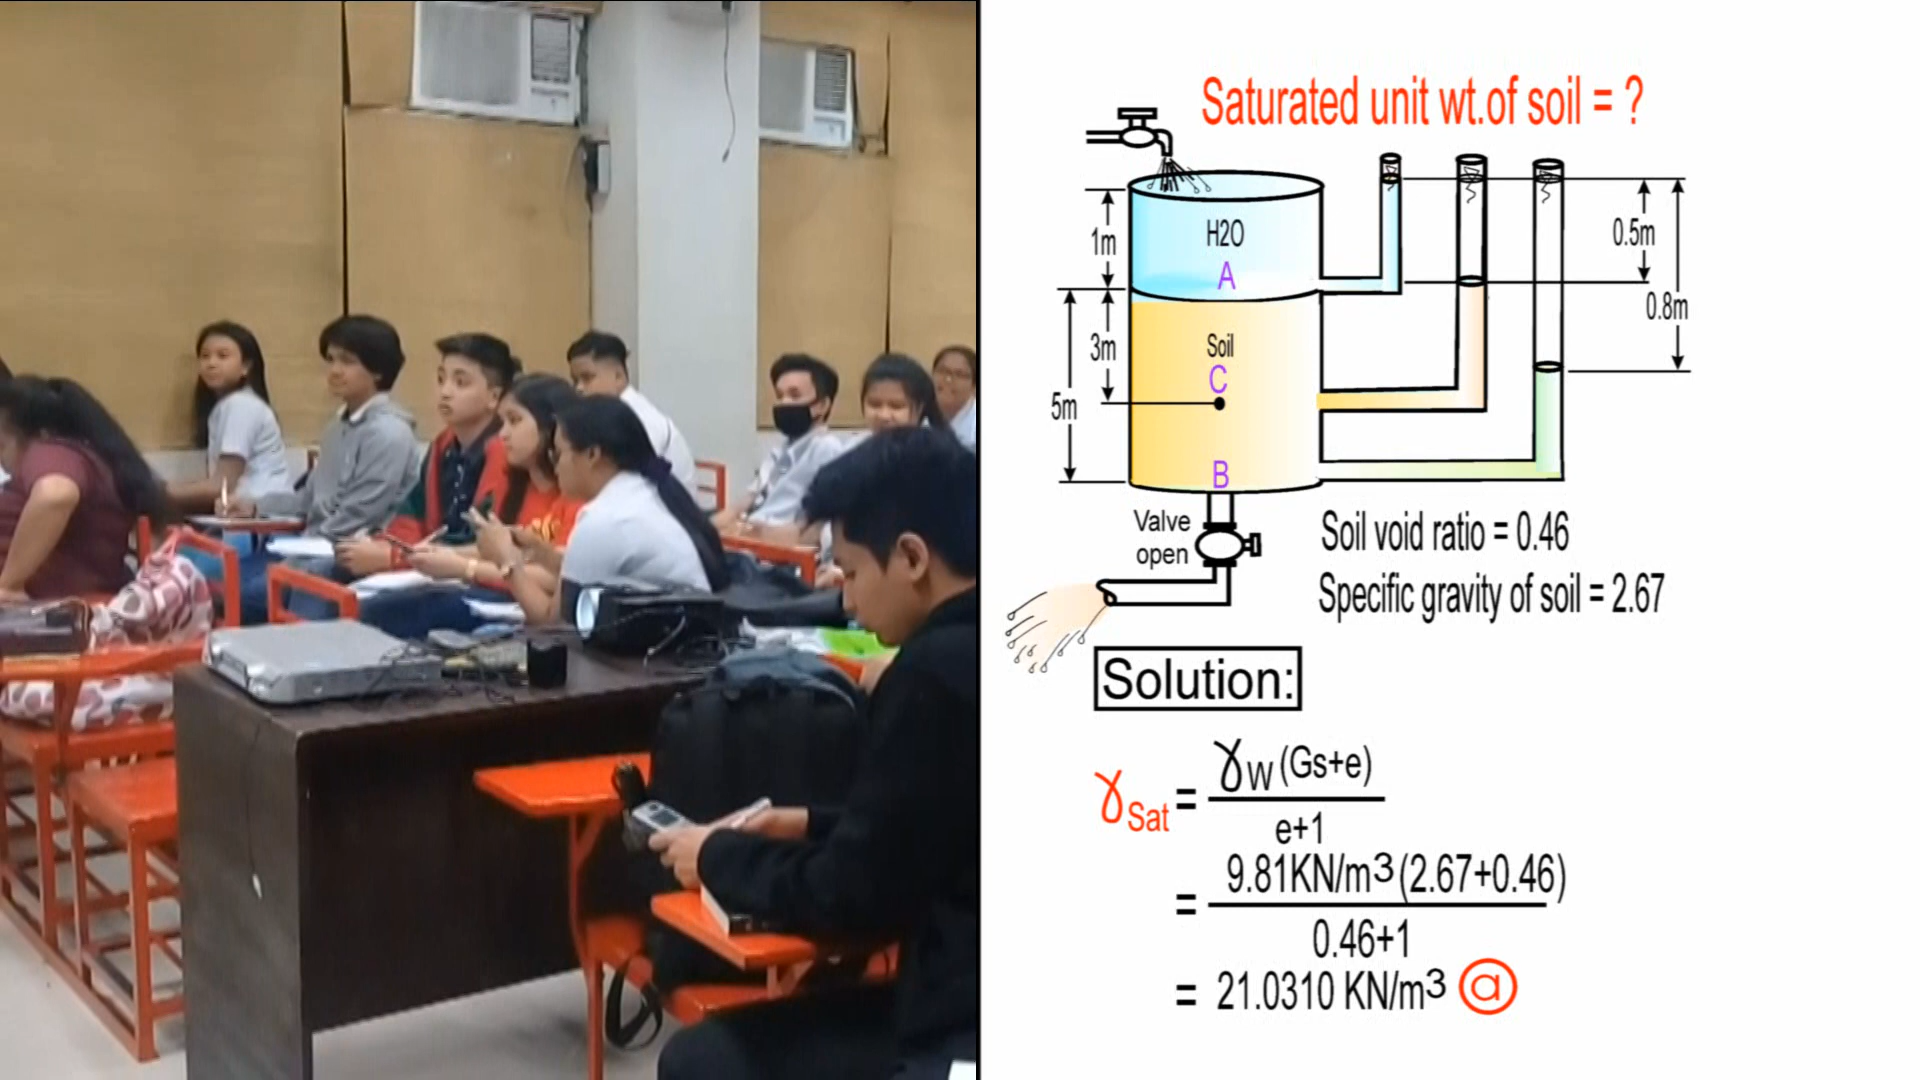 Saturated unit wt.of soil = ?
1m
H2O
A
0.5m
0.8m
3m
Soil
C
5m
B
Valve
open
Soil void ratio = 0.46
Specific gravity of soil = 2.67
Solution:
γSat = γw (Gs+e)
e+1
= 9.81KN/m3 (2.67+0.46)
0.46+1
= 21.0310 KN/m3 a